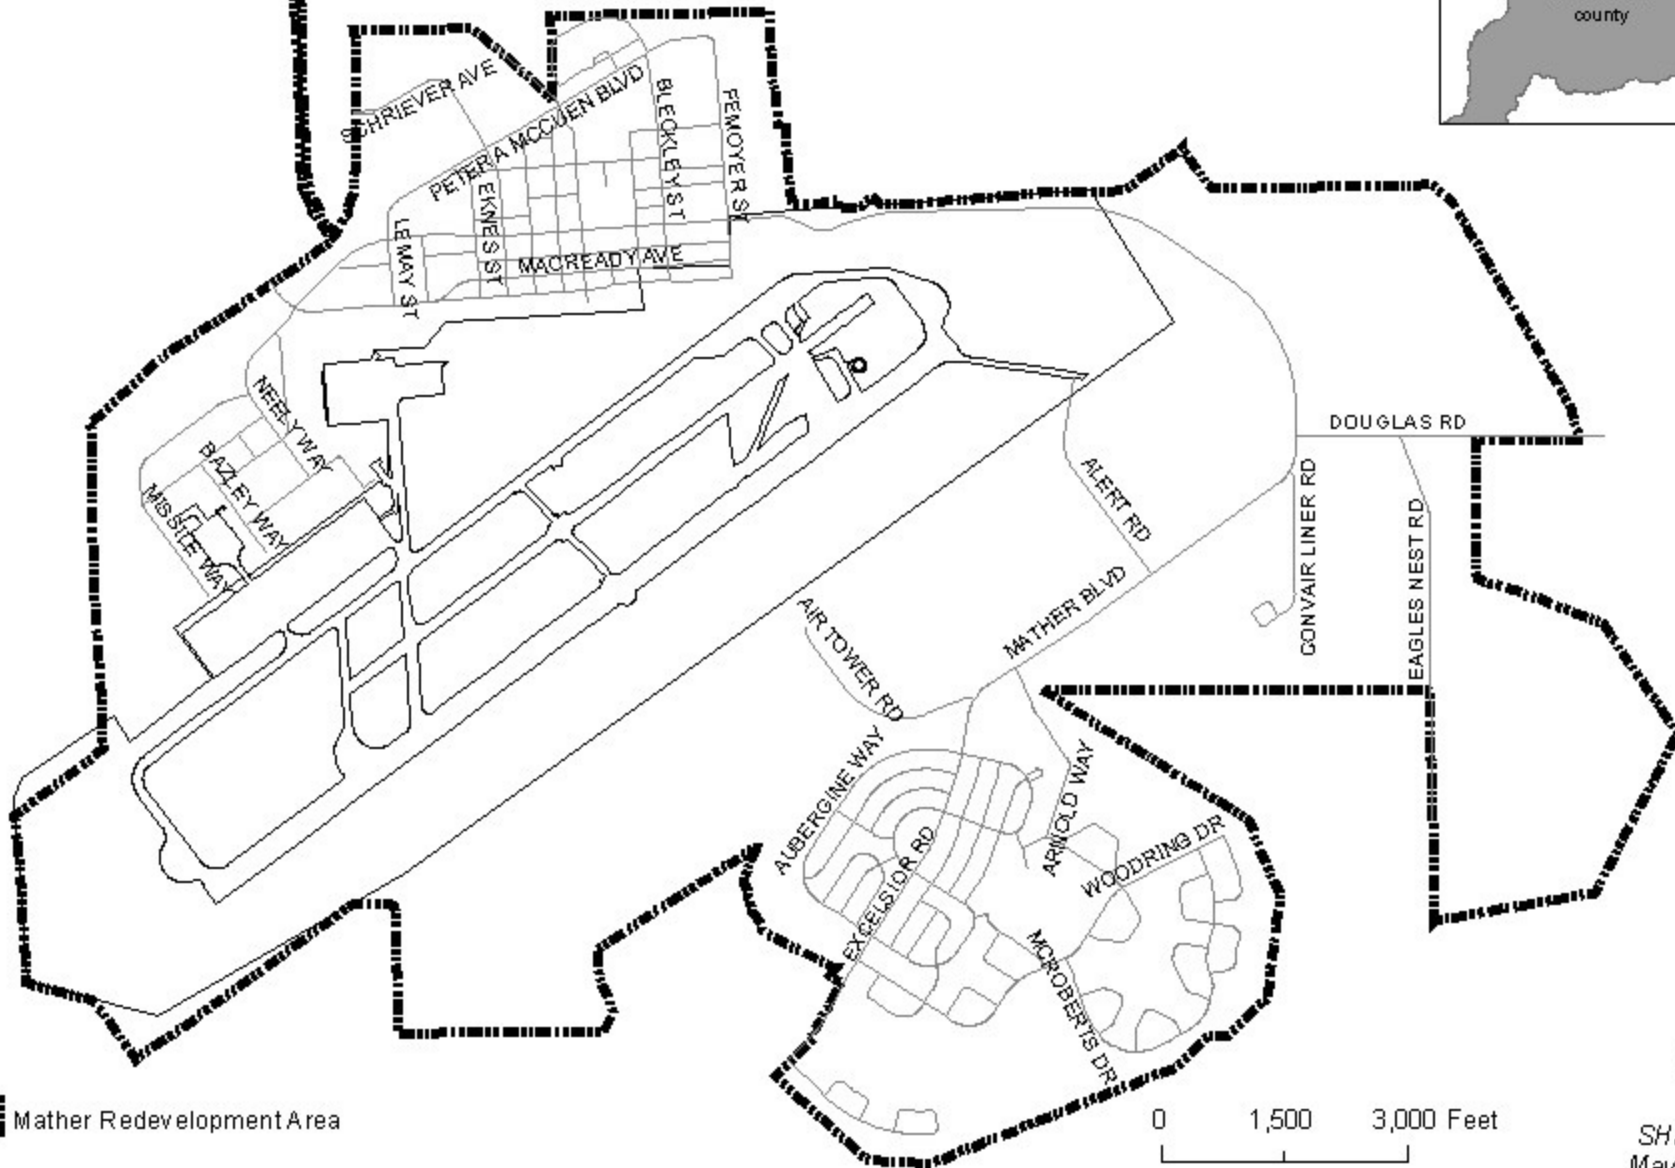 county
SCHRIEVER AVE
PETER A MCCUEN BLVD
BLECKLEY ST
FEMOYER ST
EKNES ST
LEMAY ST
MACREADY AVE
NEELY WAY
BAZLEY WAY
MISSILE WAY
DOUGLAS RD
ALERT RD
CONVAIR LINER RD
EAGLES NEST RD
MATHER BLVD
AIR TOWER RD
AUBERGINE WAY
ARNOLD WAY
EXCELSIOR RD
WOODRING DR
MCROBERTS DR
Mather Redevelopment Area
0 1,500 3,000 Feet